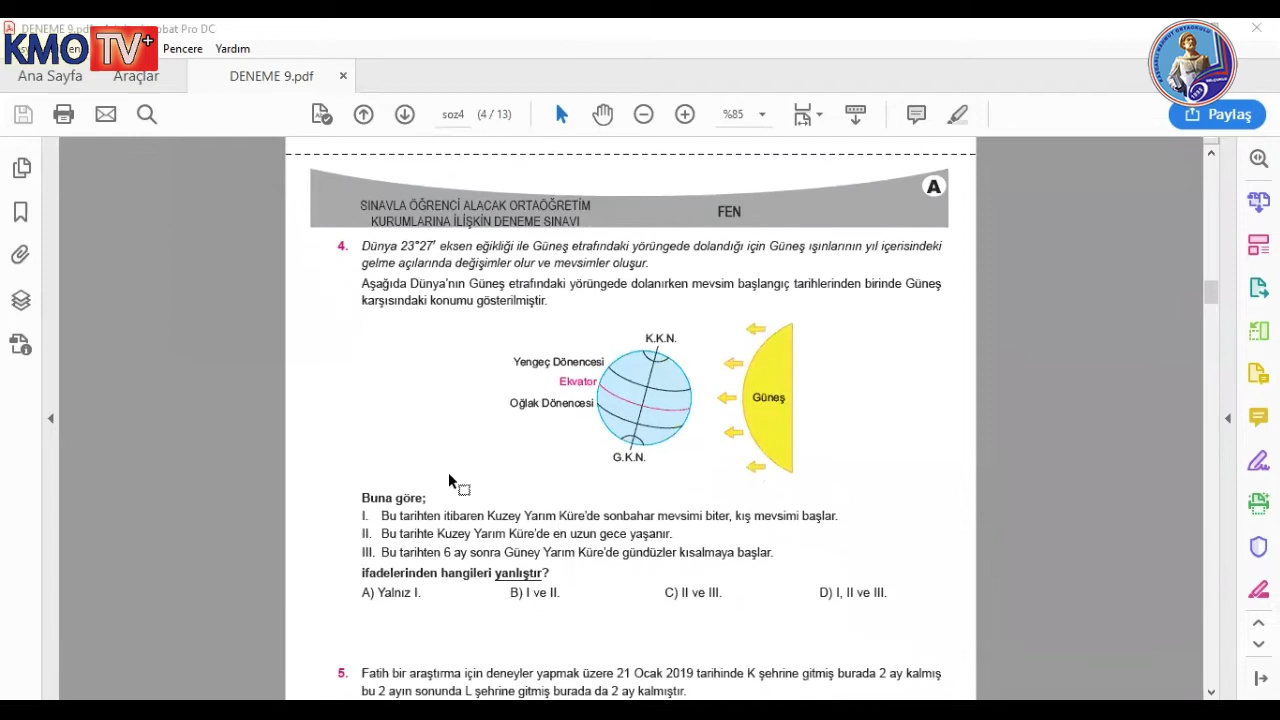 DENEME 9.pdf
obat Pro DC
KMO TV+
Pencere Yardım
Ana Sayfa Araçlar DENEME 9.pdf ×
soz4 (4 / 13) %85 Paylaş
A
SINAVLA ÖĞRENCİ ALACAK ORTAÖĞRETİM
KURUMLARINA İLİŞKİN DENEME SINAVI
FEN
4. Dünya 23°27' eksen eğikliği ile Güneş etrafındaki yörüngede dolandığı için Güneş ışınlarının yıl içerisindeki
gelme açılarında değişimler olur ve mevsimler oluşur.
Aşağıda Dünya'nın Güneş etrafındaki yörüngede dolanırken mevsim başlangıç tarihlerinden birinde Güneş
karşısındaki konumu gösterilmiştir.
K.K.N.
Yengeç Dönencesi
Ekvator
Oğlak Dönencesi
Güneş
G.K.N.
Buna göre;
I. Bu tarihten itibaren Kuzey Yarım Küre'de sonbahar mevsimi biter, kış mevsimi başlar.
II. Bu tarihte Kuzey Yarım Küre'de en uzun gece yaşanır.
III. Bu tarihten 6 ay sonra Güney Yarım Küre'de gündüzler kısalmaya başlar.
ifadelerinden hangileri yanlıştır?
A) Yalnız I. B) I ve II. C) II ve III. D) I, II ve III.
5. Fatih bir araştırma için deneyler yapmak üzere 21 Ocak 2019 tarihinde K şehrine gitmiş burada 2 ay kalmış
bu 2 ayın sonunda L şehrine gitmiş burada da 2 ay kalmıştır.